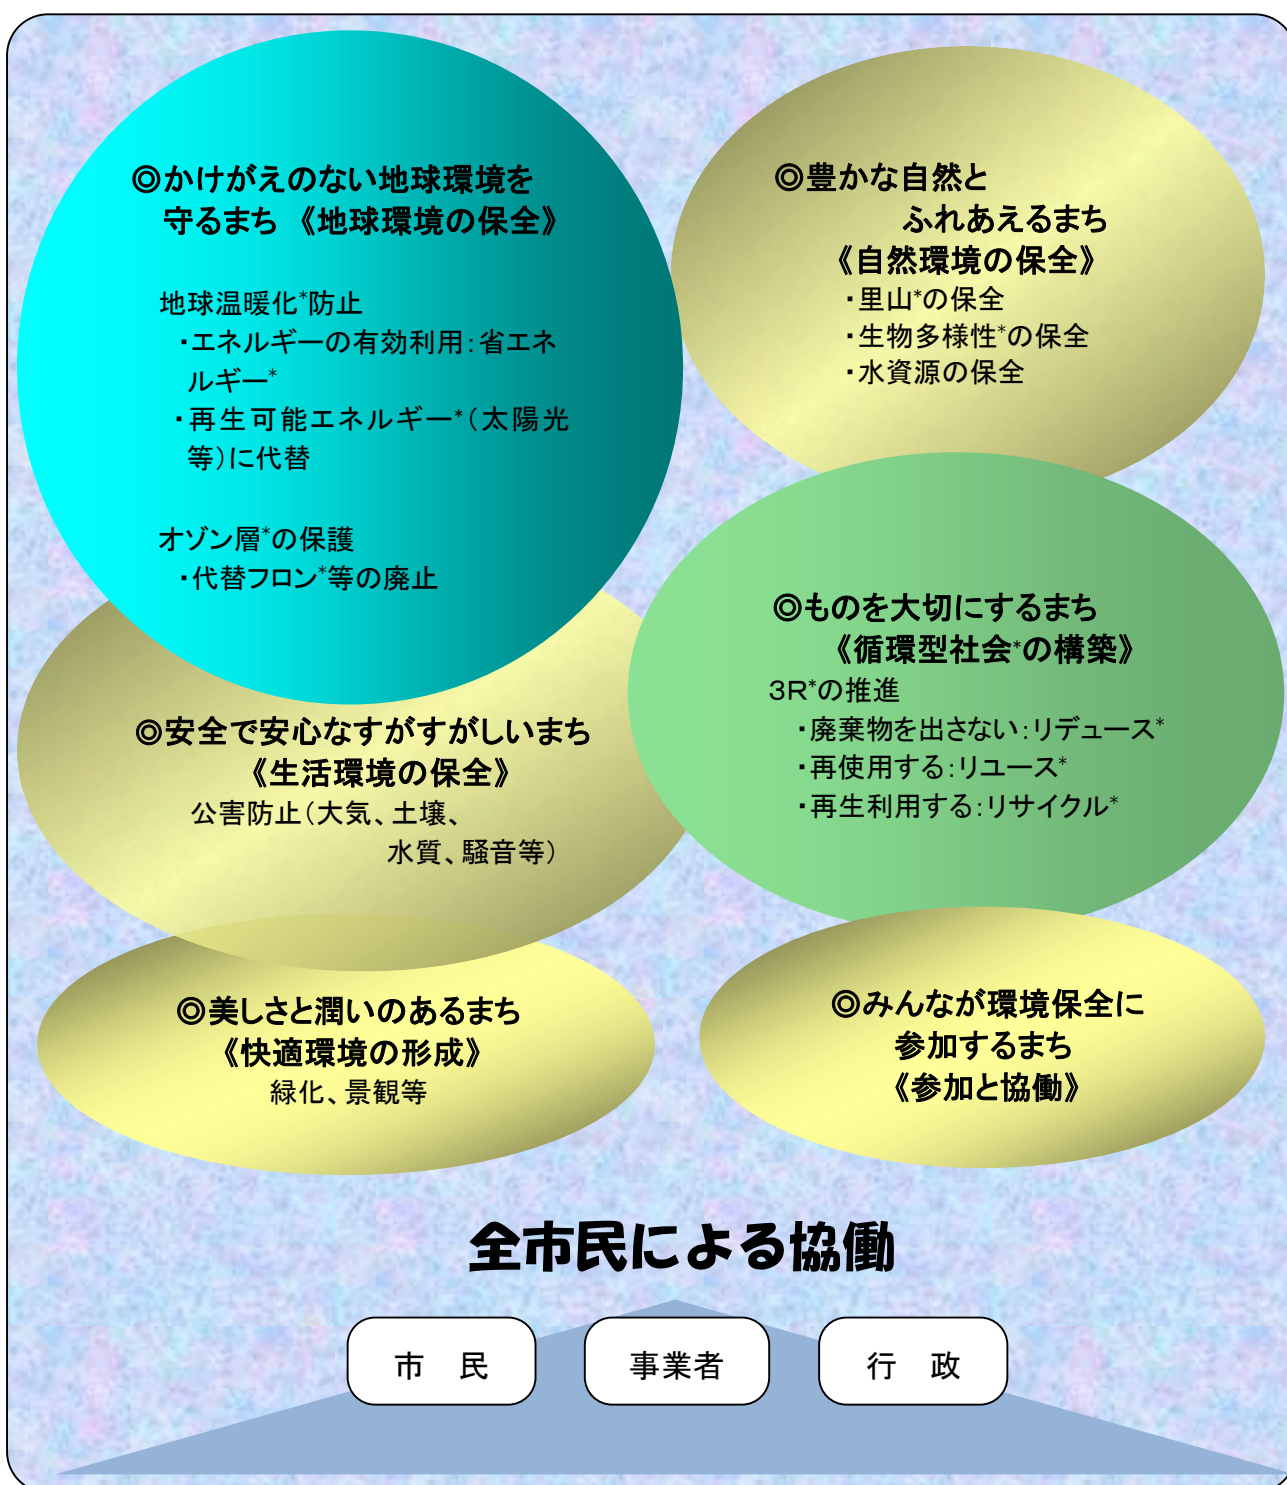 ◎かけがえのない地球環境を
守るまち 《地球環境の保全》
地球温暖化*防止
・エネルギーの有効利用：省エネ
ルギー*
・再生可能エネルギー*（太陽光
等）に代替
オゾン層*の保護
・代替フロン*等の廃止
◎豊かな自然と
ふれあえるまち
《自然環境の保全》
・里山*の保全
・生物多様性*の保全
・水資源の保全
◎ものを大切にするまち
《循環型社会*の構築》
３Ｒ*の推進
・廃棄物を出さない：リデュース*
・再使用する：リユース*
・再生利用する：リサイクル*
◎安全で安心なすがすがしいまち
《生活環境の保全》
公害防止（大気、土壌、
水質、騒音等）
◎美しさと潤いのあるまち
《快適環境の形成》
緑化、景観等
◎みんなが環境保全に
参加するまち
《参加と協働》
全市民による協働
市　民
事業者
行　政